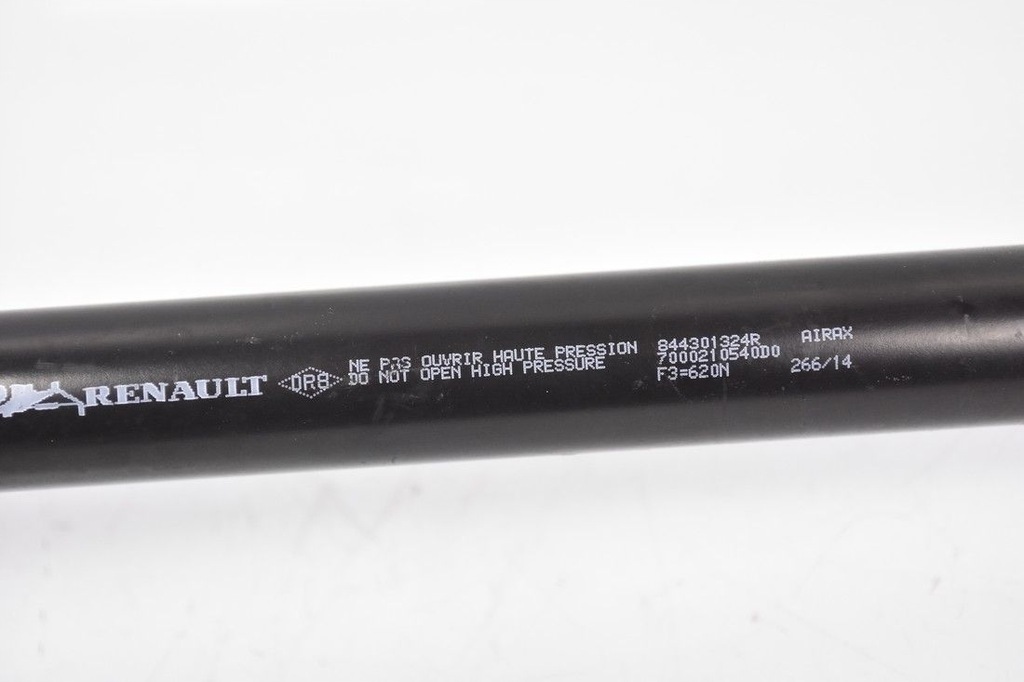 RENAULT
DR8
NE PAS OUVRIR HAUTE PRESSION
DO NOT OPEN HIGH PRESSURE
844301324R AIRAX
7000210540D0
F3=620N 266/14